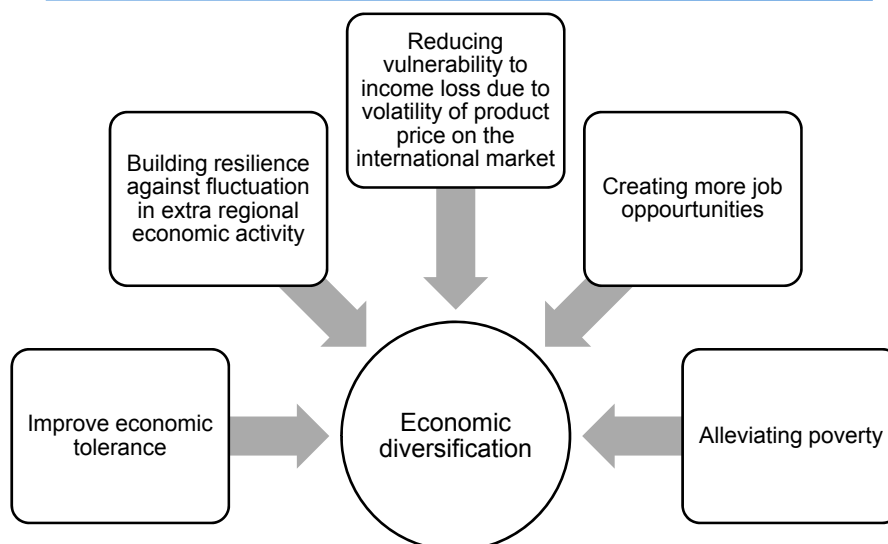 Reducing
vulnerability to
income loss due to
volatility of product
price on the
international market
Building resilience
against fluctuation
in extra regional
economic activity
Creating more job
oppourtunities
Improve economic
tolerance
Economic
diversification
Alleviating poverty